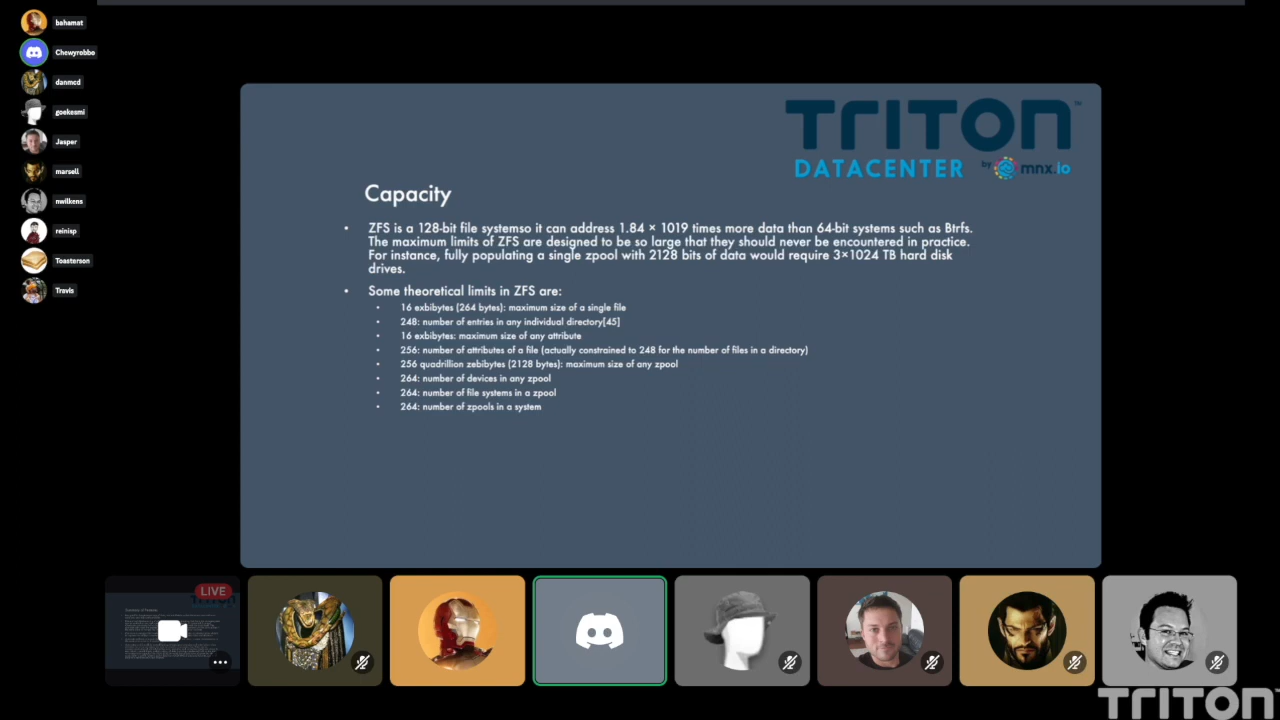 bahamat
Chewyrobbo
danmcd
goekesmi
Jasper
marsell
nwilkens
reinisp
Toasterson
Travis
TRITON™
DATACENTER by mnx.io
Capacity
• ZFS is a 128-bit file systemso it can address 1.84 × 1019 times more data than 64-bit systems such as Btrfs.
The maximum limits of ZFS are designed to be so large that they should never be encountered in practice.
For instance, fully populating a single zpool with 2128 bits of data would require 3×1024 TB hard disk
drives.
• Some theoretical limits in ZFS are:
• 16 exbibytes (264 bytes): maximum size of a single file
• 248: number of entries in any individual directory[45]
• 16 exbibytes: maximum size of any attribute
• 256: number of attributes of a file (actually constrained to 248 for the number of files in a directory)
• 256 quadrillion zebibytes (2128 bytes): maximum size of any zpool
• 264: number of devices in any zpool
• 264: number of file systems in a zpool
• 264: number of zpools in a system
LIVE
TRITON